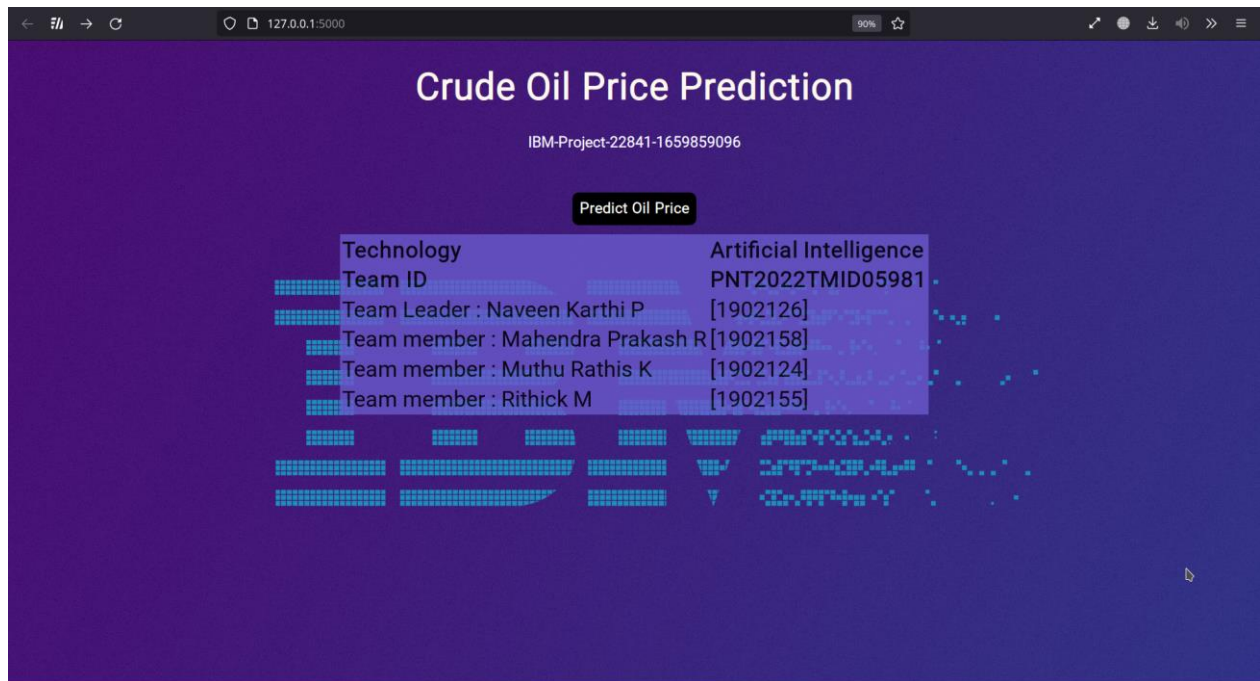 127.0.0.1:5000
90%
Crude Oil Price Prediction
IBM-Project-22841-1659859096
Predict Oil Price
Technology Artificial Intelligence
Team ID PNT2022TMID05981
Team Leader : Naveen Karthi P [1902126]
Team member : Mahendra Prakash R [1902158]
Team member : Muthu Rathis K [1902124]
Team member : Rithick M [1902155]